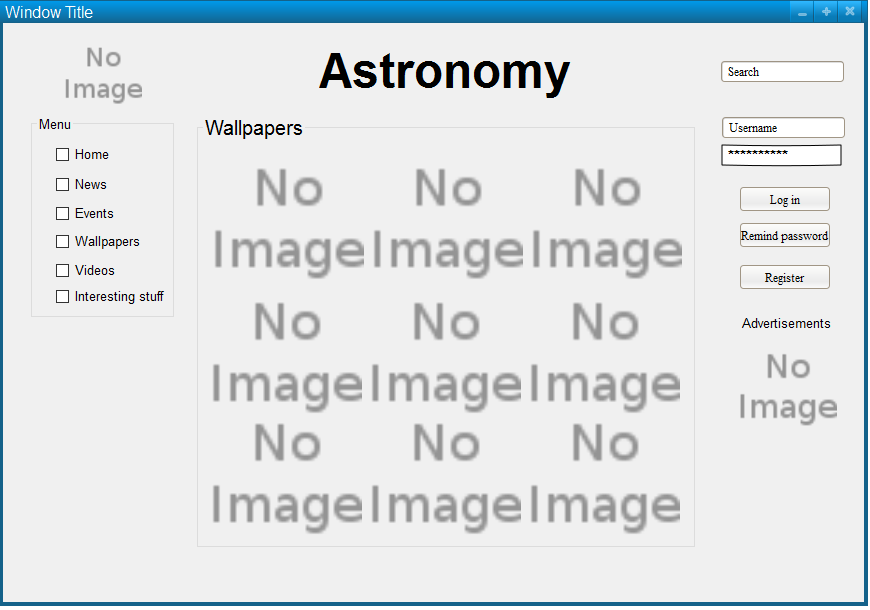 Window Title
No
Image
Astronomy
Search
Menu
Home
News
Events
Wallpapers
Videos
Interesting stuff
Wallpapers
No No No
Image Image Image
No No No
Image Image Image
No No No
Image Image Image
Username
**********
Log in
Remind password
Register
Advertisements
No
Image